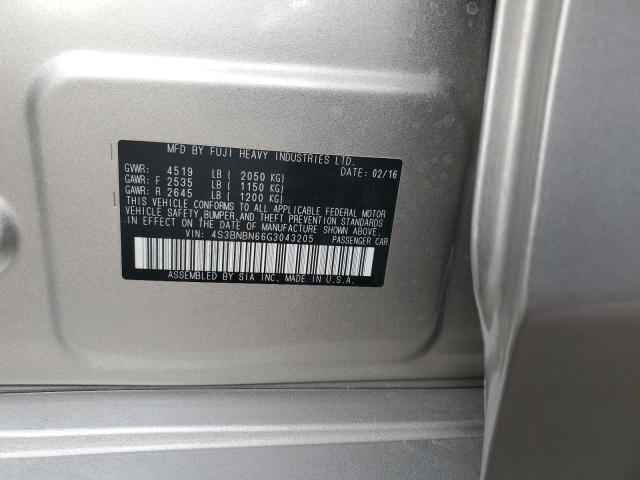 MFD BY FUJI HEAVY INDUSTRIES LTD.
GVWR: 4519 LB ( 2050 KG) DATE: 02/16
GAWR: F 2535 LB ( 1150 KG)
GAWR: R 2645 LB ( 1200 KG)
THIS VEHICLE CONFORMS TO ALL APPLICABLE FEDERAL MOTOR
VEHICLE SAFETY, BUMPER, AND THEFT PREVENTION STANDARDS
IN EFFECT ON THE DATE OF MANUFACTURE SHOWN ABOVE.
VIN: 4S3BNBN66G3043205 PASSENGER CAR
ASSEMBLED BY SIA INC. MADE IN U.S.A.